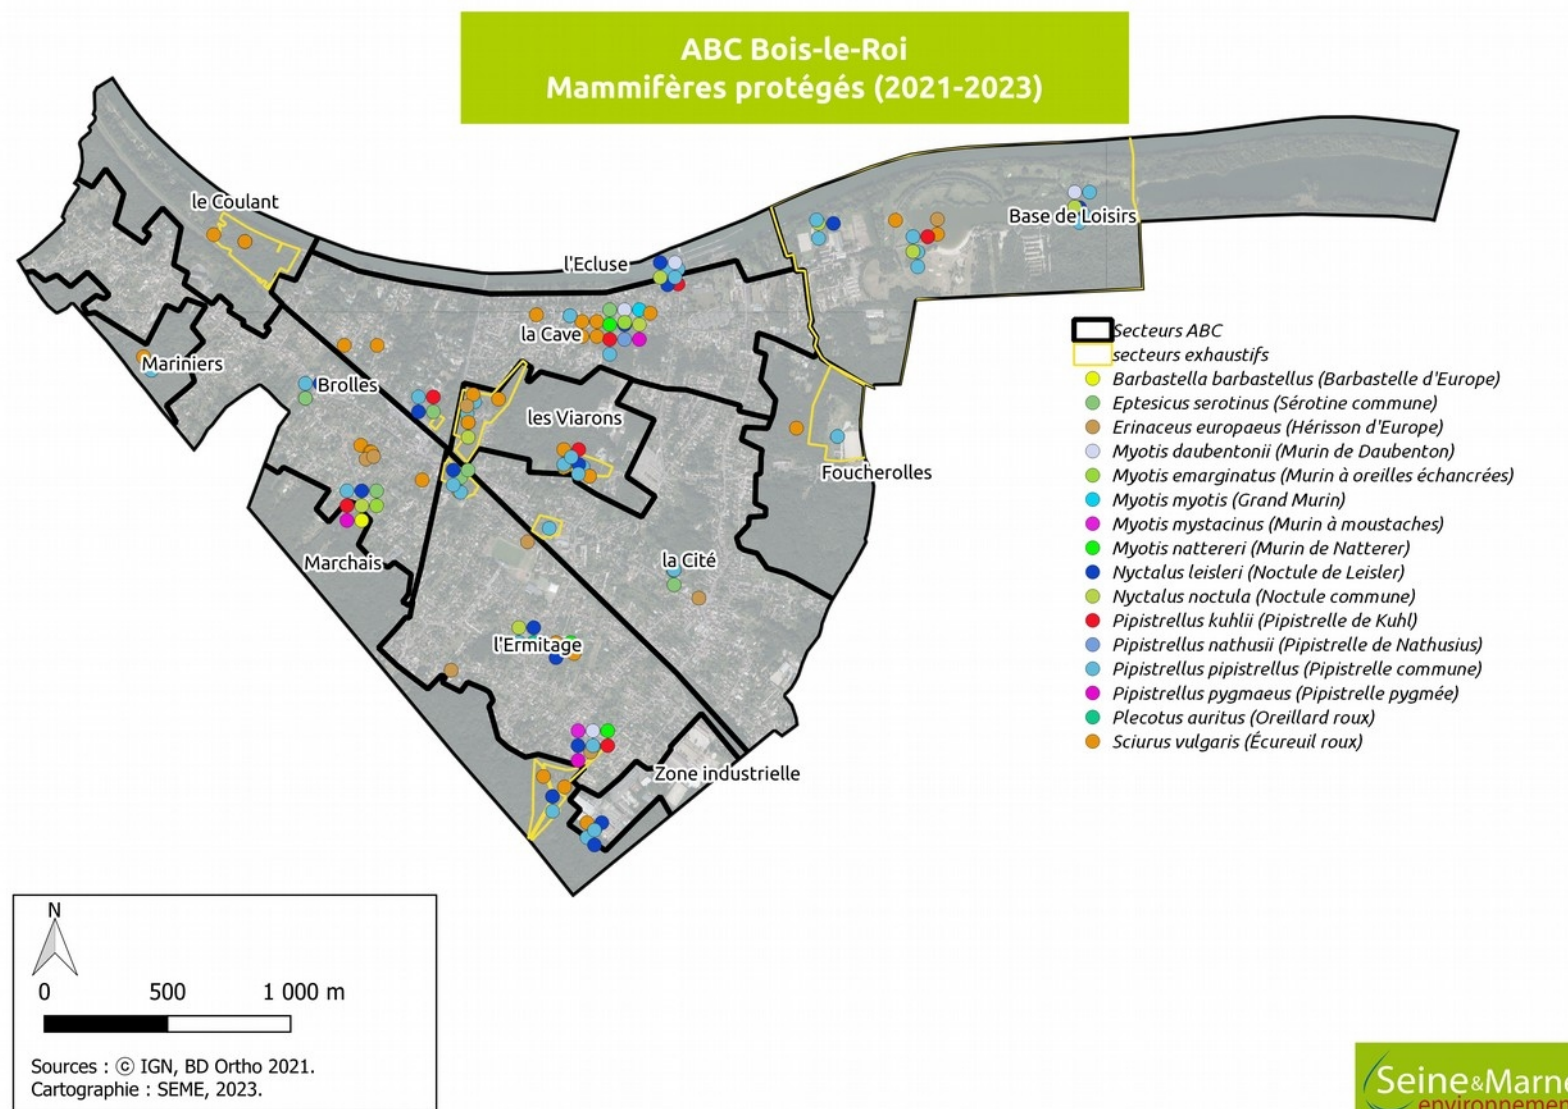 ABC Bois-le-Roi
Mammifères protégés (2021-2023)
le Coulant
l'Ecluse
Base de Loisirs
la Cave
Mariniers
Brolles
les Viarons
Foucherolles
Marchais
la Cité
l'Ermitage
Zone industrielle
Secteurs ABC
secteurs exhaustifs
Barbastella barbastellus (Barbastelle d'Europe)
Eptesicus serotinus (Sérotine commune)
Erinaceus europaeus (Hérisson d'Europe)
Myotis daubentonii (Murin de Daubenton)
Myotis emarginatus (Murin à oreilles échancrées)
Myotis myotis (Grand Murin)
Myotis mystacinus (Murin à moustaches)
Myotis nattereri (Murin de Natterer)
Nyctalus leisleri (Noctule de Leisler)
Nyctalus noctula (Noctule commune)
Pipistrellus kuhlii (Pipistrelle de Kuhl)
Pipistrellus nathusii (Pipistrelle de Nathusius)
Pipistrellus pipistrellus (Pipistrelle commune)
Pipistrellus pygmaeus (Pipistrelle pygmée)
Plecotus auritus (Oreillard roux)
Sciurus vulgaris (Écureuil roux)
N
0 500 1 000 m
Sources : © IGN, BD Ortho 2021.
Cartographie : SEME, 2023.
Seine&Marne
environnement